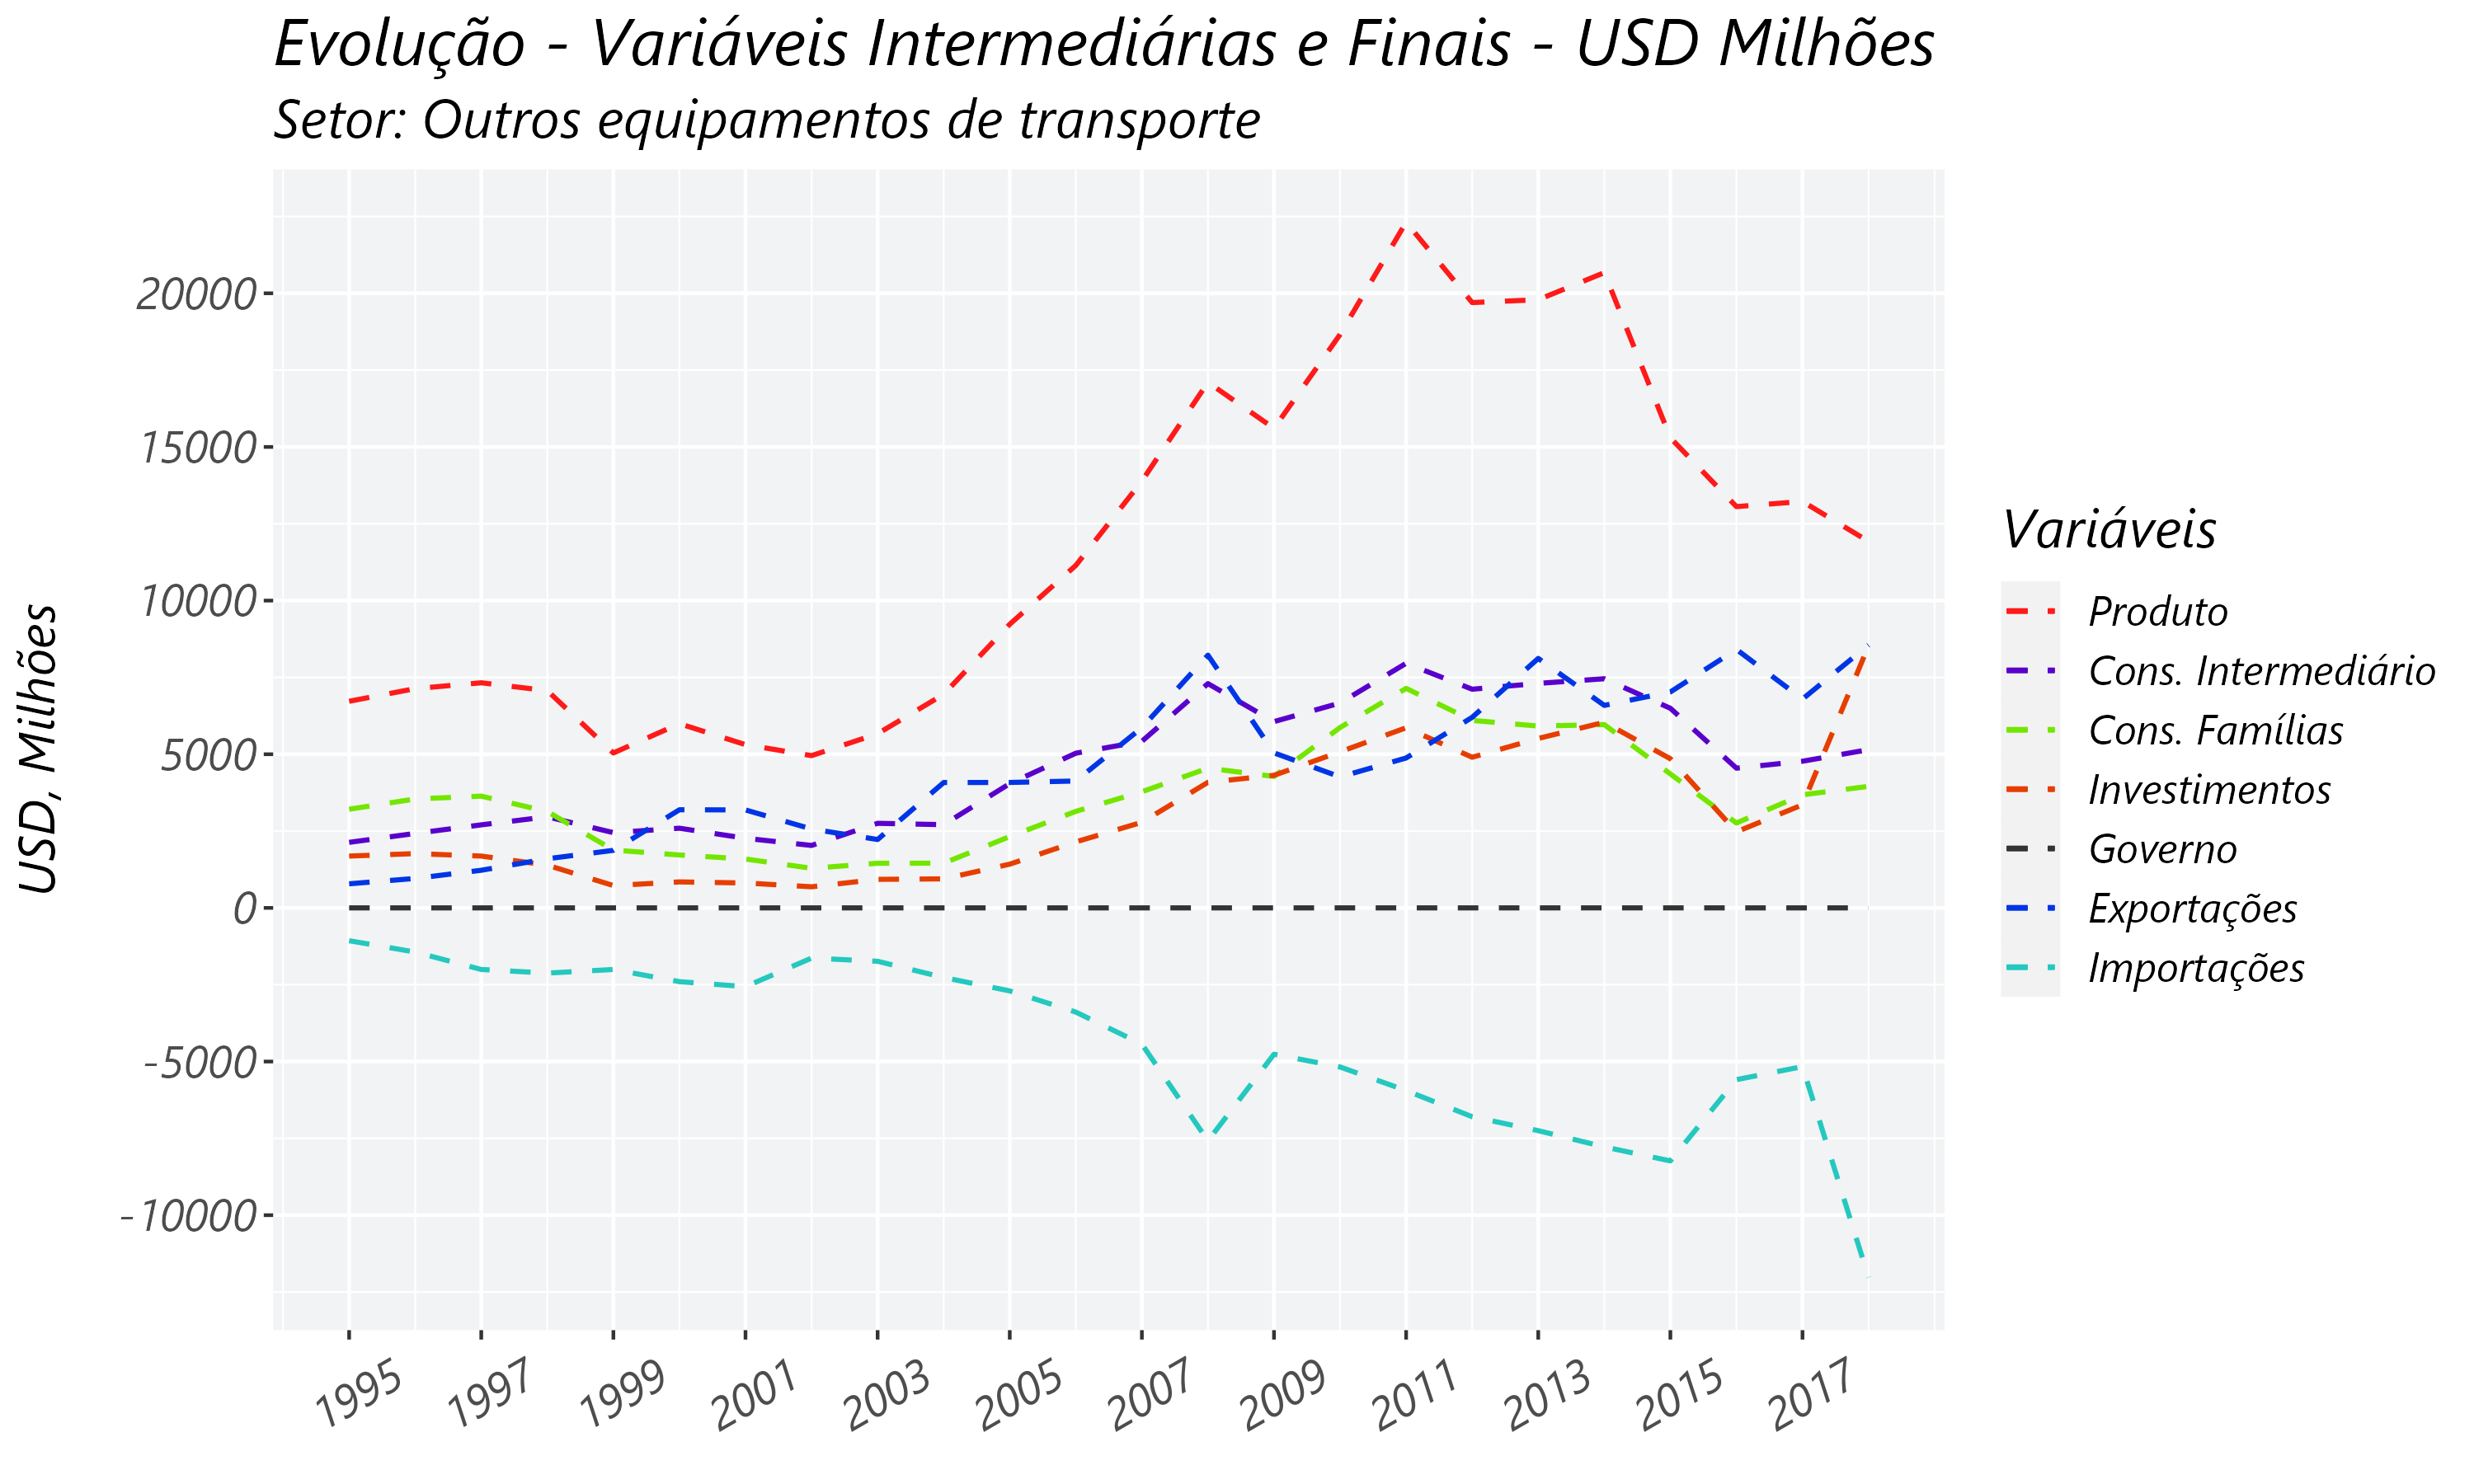 Evolução - Variáveis Intermediárias e Finais - USD Milhões
Setor: Outros equipamentos de transporte
USD, Milhões
20000
15000
10000
5000
0
-5000
-10000
1995
1997
1999
2001
2003
2005
2007
2009
2011
2013
2015
2017
Variáveis
Produto
Cons. Intermediário
Cons. Famílias
Investimentos
Governo
Exportações
Importações